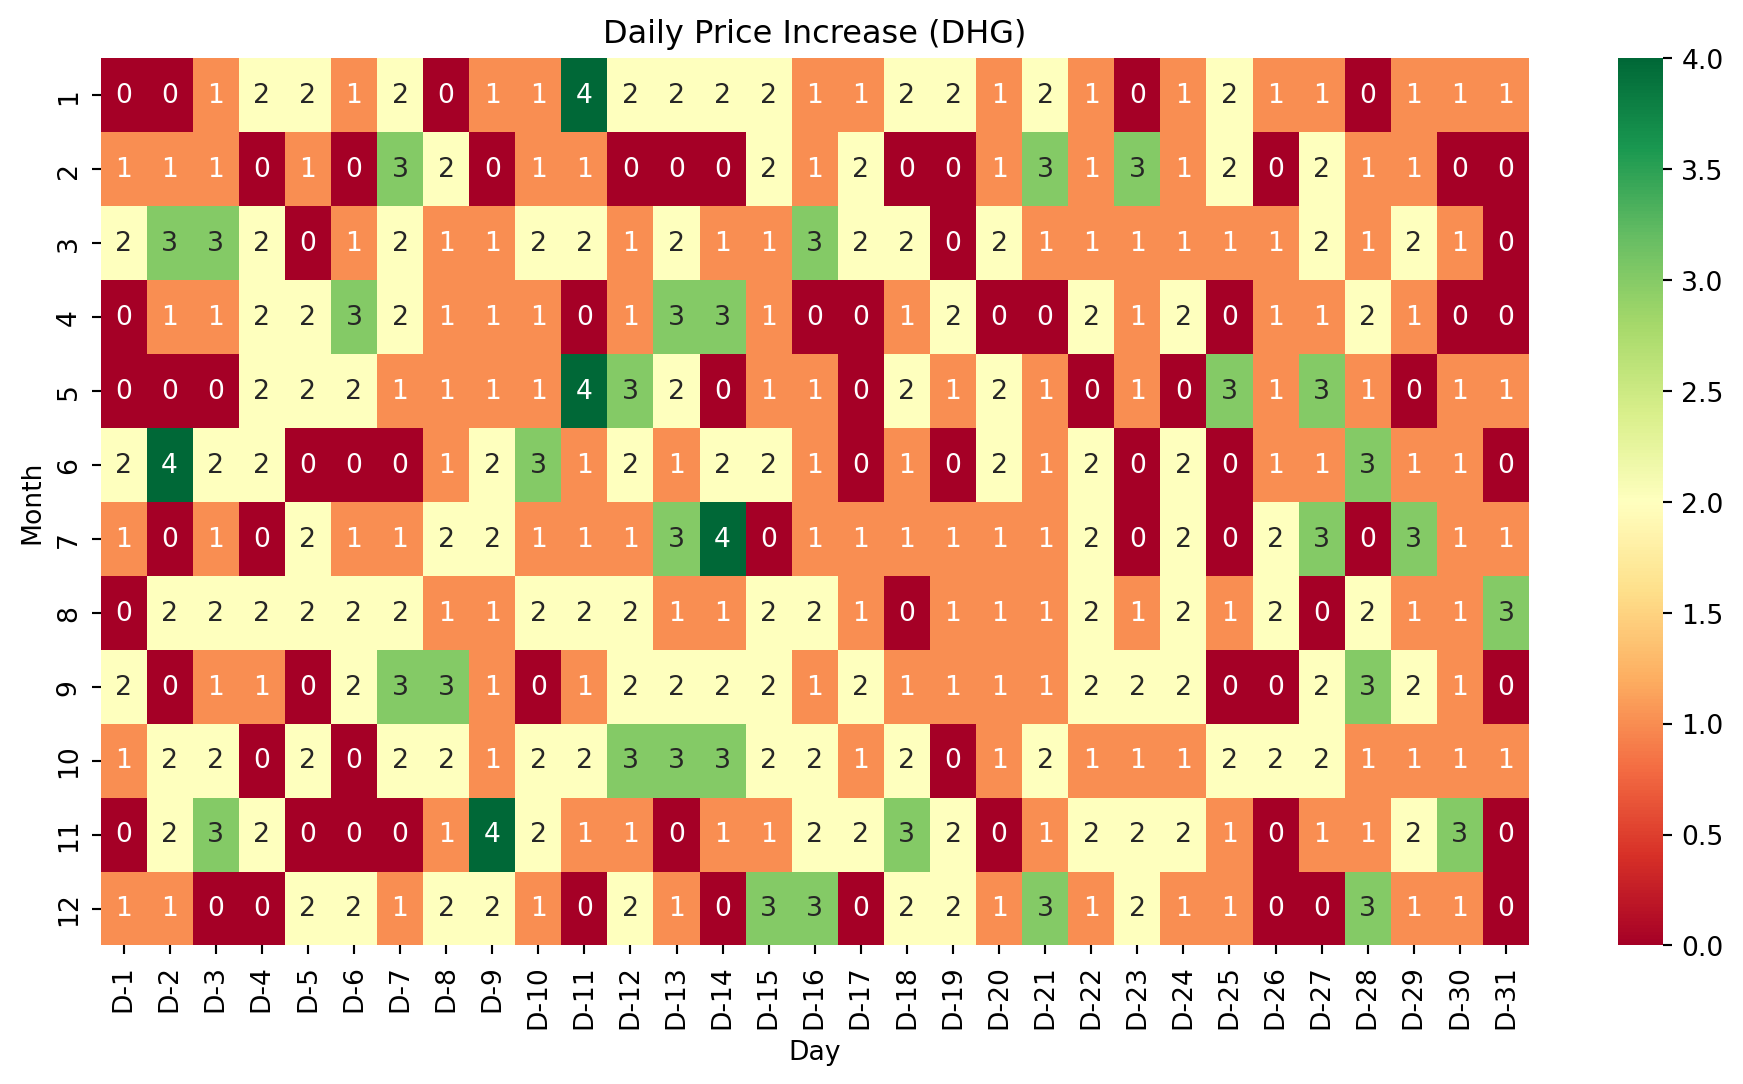 Daily Price Increase (DHG)
1 0 0 1 2 2 1 2 0 1 1 4 2 2 2 2 1 1 2 2 1 2 1 0 1 2 1 1 0 1 1 1
2 1 1 1 0 1 0 3 2 0 1 1 0 0 0 2 1 2 0 0 1 3 1 3 1 2 0 2 1 1 0 0
3 2 3 3 2 0 1 2 1 1 2 2 1 2 1 1 3 2 2 0 2 1 1 1 1 1 1 2 1 2 1 0
4 0 1 1 2 2 3 2 1 1 1 0 1 3 3 1 0 0 1 2 0 0 2 1 2 0 1 1 2 1 0 0
5 0 0 0 2 2 2 1 1 1 1 4 3 2 0 1 1 0 2 1 2 1 0 1 0 3 1 3 1 0 1 1
6 2 4 2 2 0 0 0 1 2 3 1 2 1 2 2 1 0 1 0 2 1 2 0 2 0 1 1 3 1 1 0
7 1 0 1 0 2 1 1 2 2 1 1 1 3 4 0 1 1 1 1 1 1 2 0 2 0 2 3 0 3 1 1
8 0 2 2 2 2 2 2 1 1 2 2 2 1 1 2 2 1 0 1 1 1 2 1 2 1 2 0 2 1 1 3
9 2 0 1 1 0 2 3 3 1 0 1 2 2 2 2 1 2 1 1 1 1 2 2 2 0 0 2 3 2 1 0
10 1 2 2 0 2 0 2 2 1 2 2 3 3 3 2 2 1 2 0 1 2 1 1 1 2 2 2 1 1 1 1
11 0 2 3 2 0 0 0 1 4 2 1 1 0 1 1 2 2 3 2 0 1 2 2 2 1 0 1 1 2 3 0
12 1 1 0 0 2 2 1 2 2 1 0 2 1 0 3 3 0 2 2 1 3 1 2 1 1 0 0 3 1 1 0
Month
D-1 D-2 D-3 D-4 D-5 D-6 D-7 D-8 D-9 D-10 D-11 D-12 D-13 D-14 D-15 D-16 D-17 D-18 D-19 D-20 D-21 D-22 D-23 D-24 D-25 D-26 D-27 D-28 D-29 D-30 D-31
Day
4.0
3.5
3.0
2.5
2.0
1.5
1.0
0.5
0.0